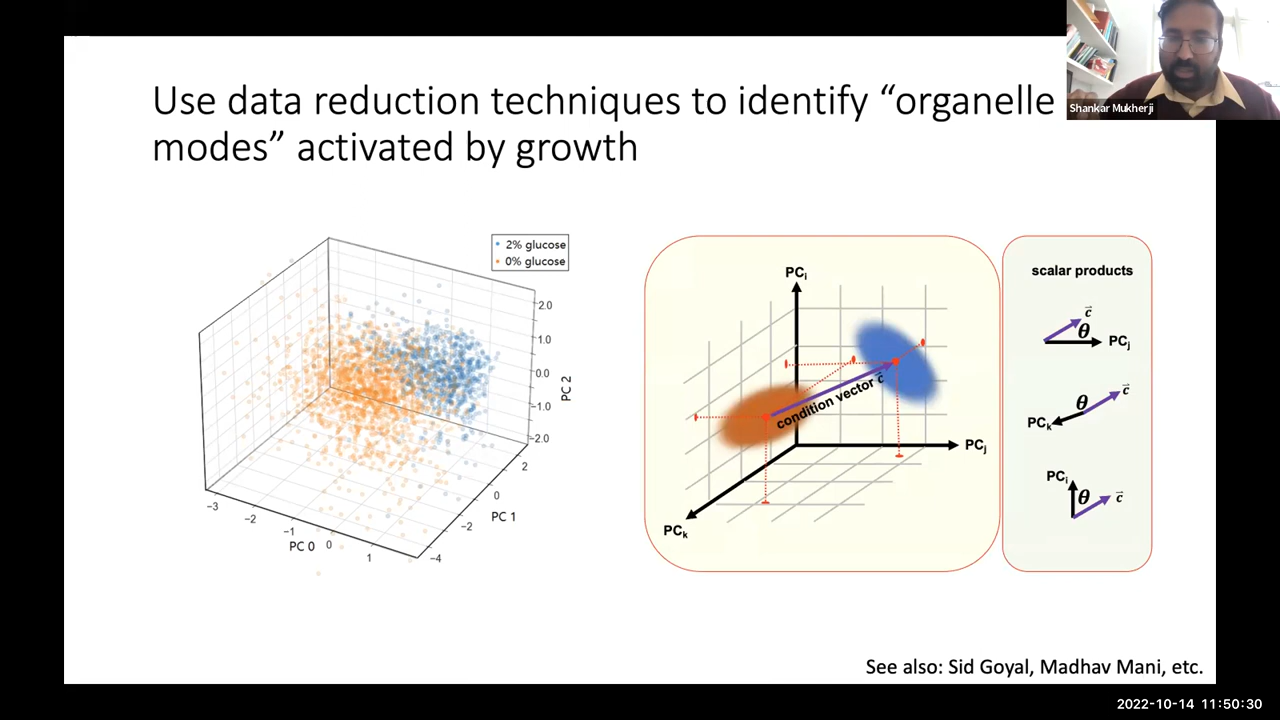 Use data reduction techniques to identify “organelle
modes” activated by growth
Shankar Mukherji
2% glucose
0% glucose
2.0
1.0
0.0
−1.0
−2.0
PC 2
2
0
−2
−4
PC 1
−3
−2
−1
0
1
PC 0
PCi
PCj
PCk
condition vector c⃗
scalar products
c⃗
θ
PCj
c⃗
θ
PCk
PCi
θ
c⃗
See also: Sid Goyal, Madhav Mani, etc.
2022-10-14 11:50:30